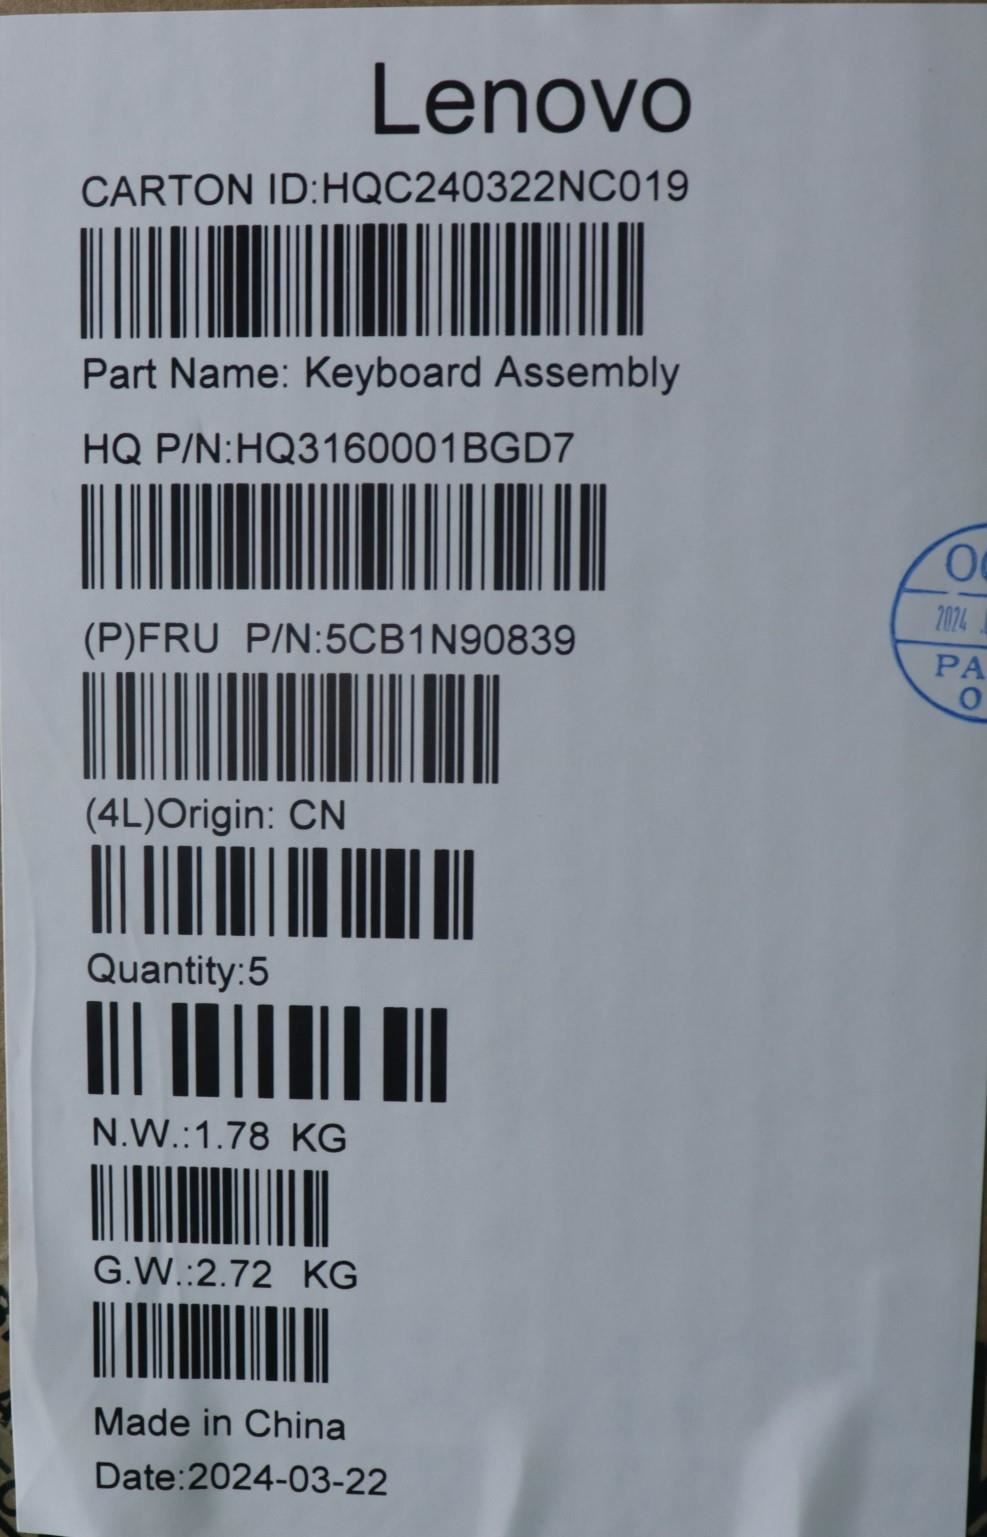 Lenovo
CARTON ID:HQC240322NC019
Part Name: Keyboard Assembly
HQ P/N:HQ3160001BGD7
(P)FRU P/N:5CB1N90839
(4L)Origin: CN
Quantity:5
N.W.:1.78 KG
G.W.:2.72 KG
Made in China
Date:2024-03-22
2024